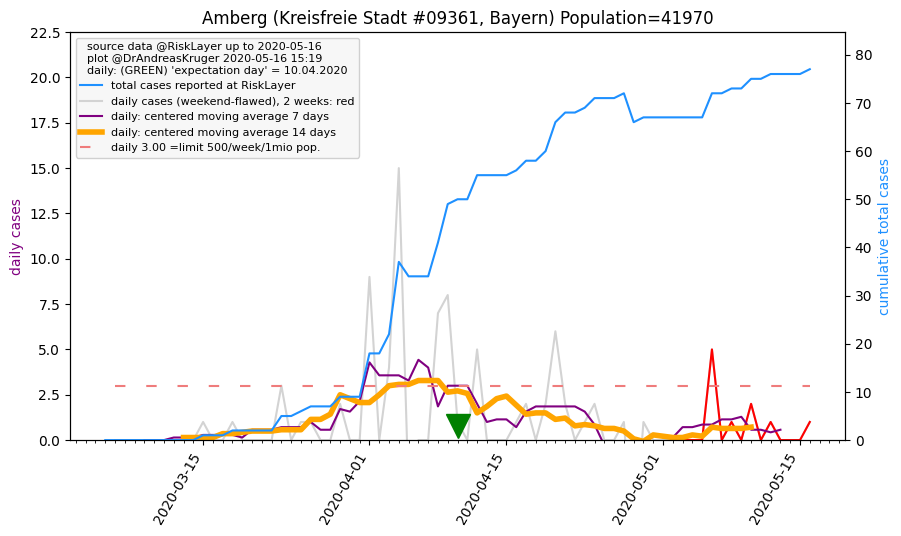 Amberg (Kreisfreie Stadt #09361, Bayern) Population=41970
source data @RiskLayer up to 2020-05-16
plot @DrAndreasKruger 2020-05-16 15:19
daily: (GREEN) 'expectation day' = 10.04.2020
total cases reported at RiskLayer
daily cases (weekend-flawed), 2 weeks: red
daily: centered moving average 7 days
daily: centered moving average 14 days
daily 3.00 =limit 500/week/1mio pop.
daily cases
22.5
20.0
17.5
15.0
12.5
10.0
7.5
5.0
2.5
0.0
80
70
60
50
40
30
20
10
0
cumulative total cases
2020-03-15
2020-04-01
2020-04-15
2020-05-01
2020-05-15